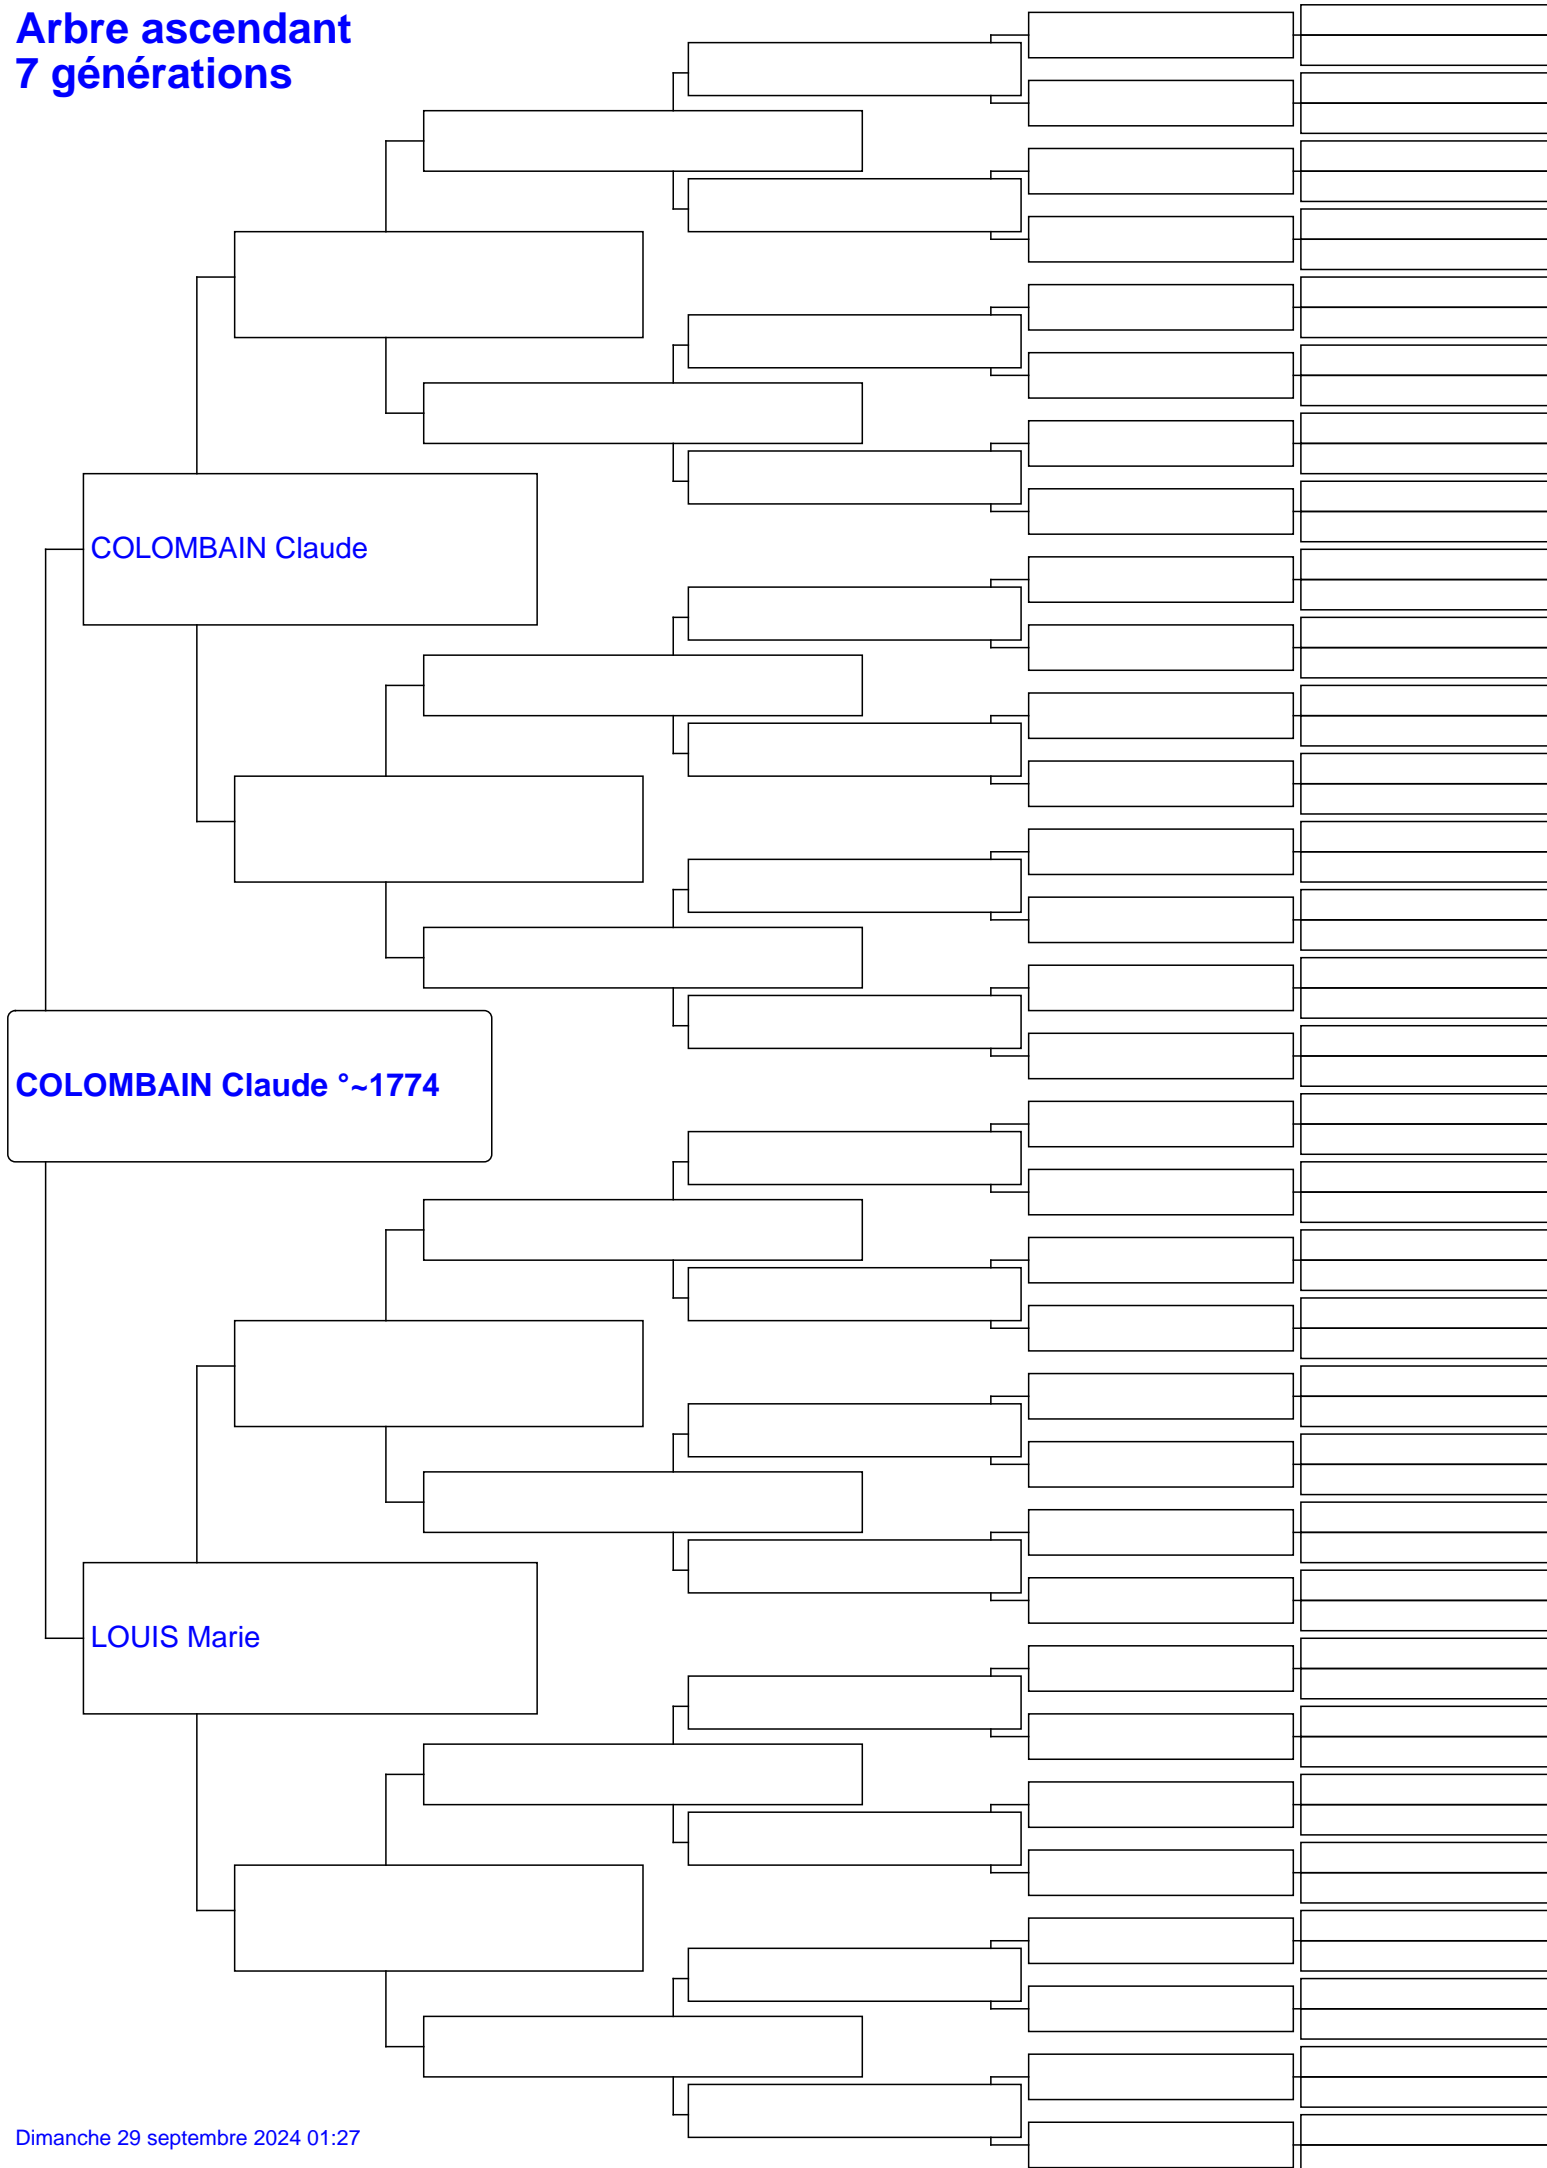 Arbre ascendant
7 générations
COLOMBAIN Claude
COLOMBAIN Claude °~1774
LOUIS Marie
Dimanche 29 septembre 2024 01:27